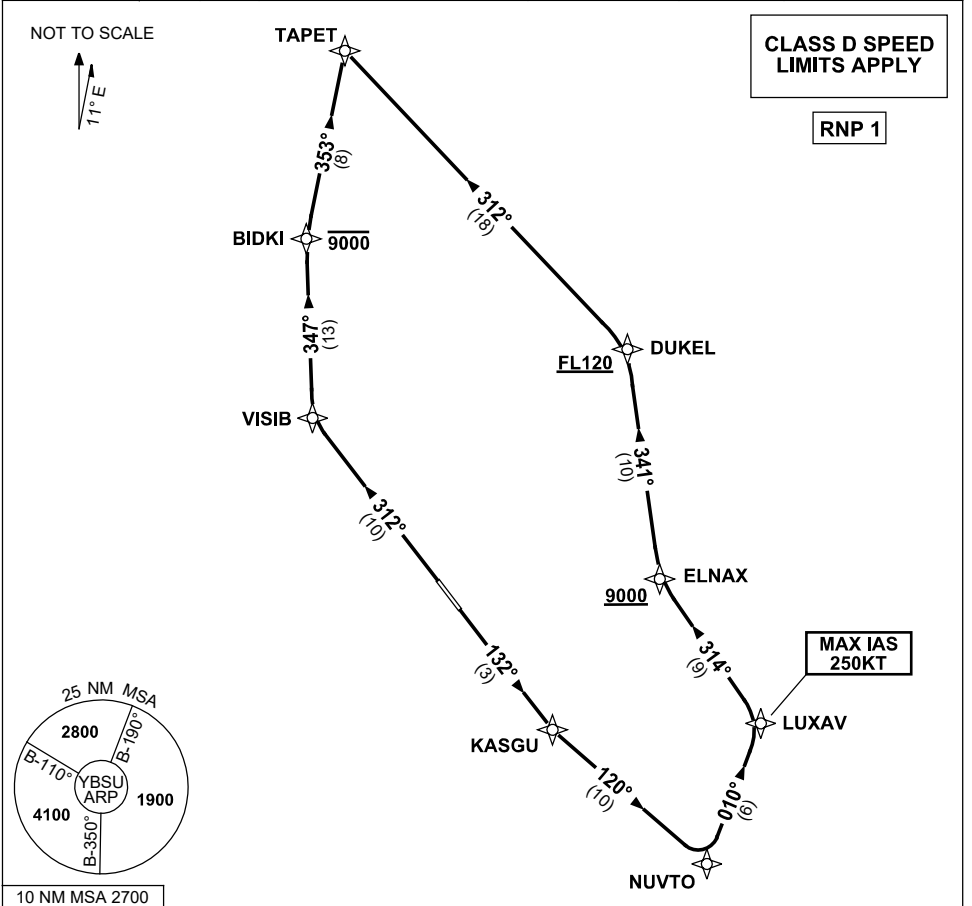 NOT TO SCALE
11° E
TAPET
CLASS D SPEED
LIMITS APPLY
RNP 1
353°
(8)
312°
(18)
BIDKI
9000
347°
(13)
DUKEL
FL120
VISIB
341°
(10)
312°
(10)
ELNAX
9000
132°
(3)
314°
(9)
MAX IAS
250KT
LUXAV
KASGU
120°
(10)
010°
(6)
NUVTO
25 NM MSA
2800
B-190°
B-110°
YBSU
ARP
1900
4100
B-350°
10 NM MSA 2700